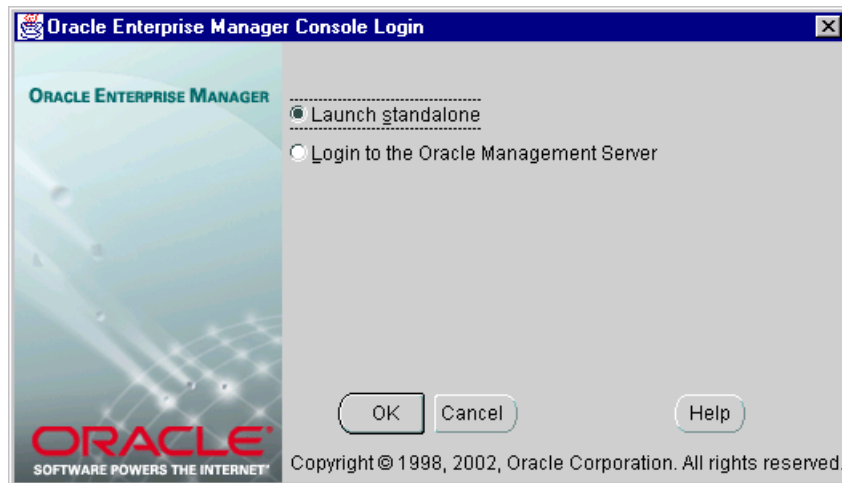 Oracle Enterprise Manager Console Login
ORACLE ENTERPRISE MANAGER
Launch standalone
Login to the Oracle Management Server
OK Cancel Help
ORACLE®
SOFTWARE POWERS THE INTERNET™
Copyright © 1998, 2002, Oracle Corporation. All rights reserved.